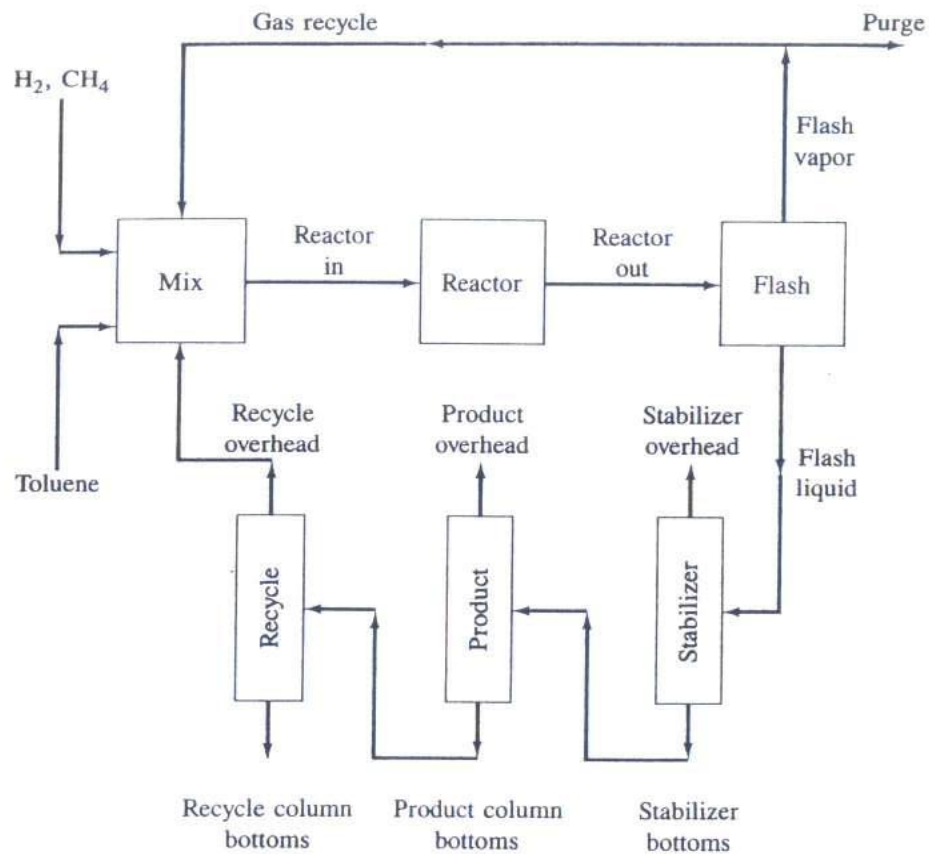 Gas recycle
Purge
H₂, CH₄
Flash
vapor
Mix
Reactor
in
Reactor
Reactor
out
Flash
Recycle
overhead
Product
overhead
Stabilizer
overhead
Toluene
Flash
liquid
Recycle
Product
Stabilizer
Recycle column
bottoms
Product column
bottoms
Stabilizer
bottoms